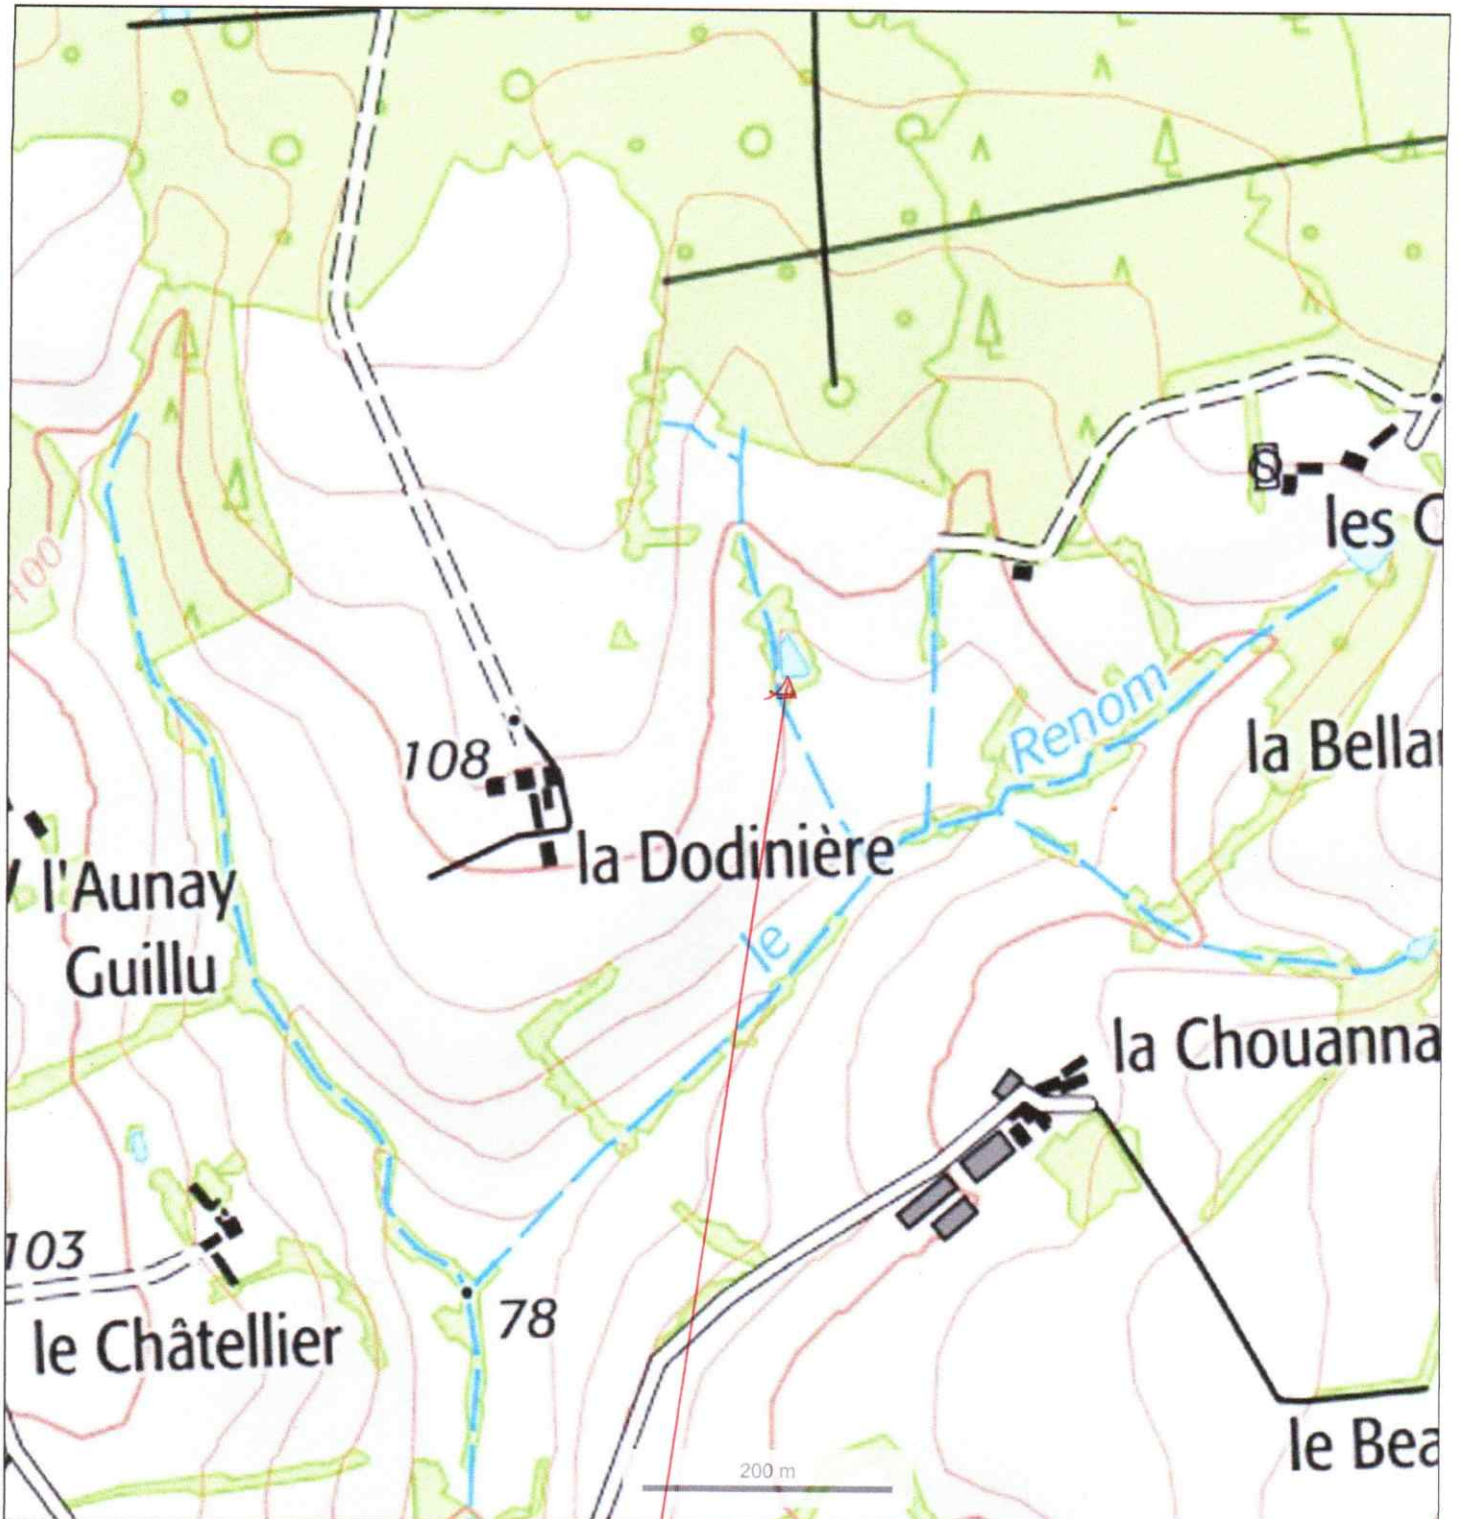 les
100
Renom
la Bella
108
la Dodinière
l'Aunay
Guillu
le
la Chouanna
103
78
le Châtellier
le Bea
200 m